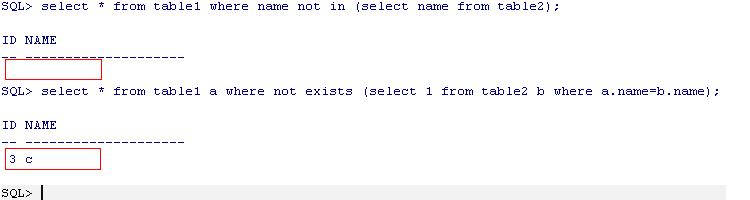 SQL> select * from table1 where name not in (select name from table2);
ID NAME
-- --------------------
SQL> select * from table1 a where not exists (select 1 from table2 b where a.name=b.name);
ID NAME
-- --------------------
3 c
SQL>